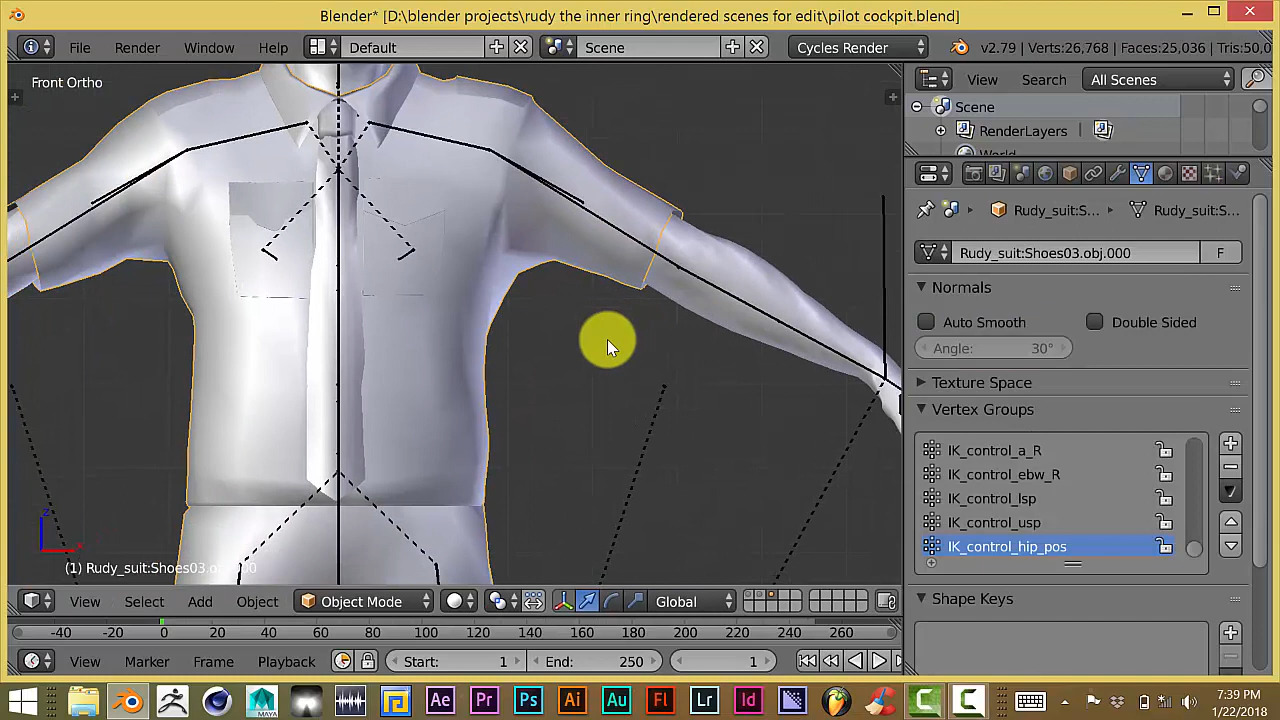 Blender* [D:\blender projects\rudy the inner ring\rendered scenes for edit\pilot cockpit.blend]
File Render Window Help Default Scene Cycles Render v2.79 | Verts:26,768 | Faces:25,036 | Tris:50,0
Front Ortho
View Search All Scenes
Scene
RenderLayers
Rudy_suit:S... Rudy_suit:S...
Rudy_suit:Shoes03.obj.000 F
Normals
Auto Smooth Double Sided
Angle: 30°
Texture Space
Vertex Groups
IK_control_a_R
IK_control_ebw_R
IK_control_lsp
IK_control_usp
IK_control_hip_pos
Z
X
(1) Rudy_suit:Shoes03.obj.000
Shape Keys
View Select Add Object Object Mode Global
-40 -20 0 20 40 60 80 100 120 140 160 180 200 220 240 260
View Marker Frame Playback Start: 1 End: 250 1
MAYA Ae Pr Ps Ai Au Fl Lr Id
7:39 PM
1/22/2018